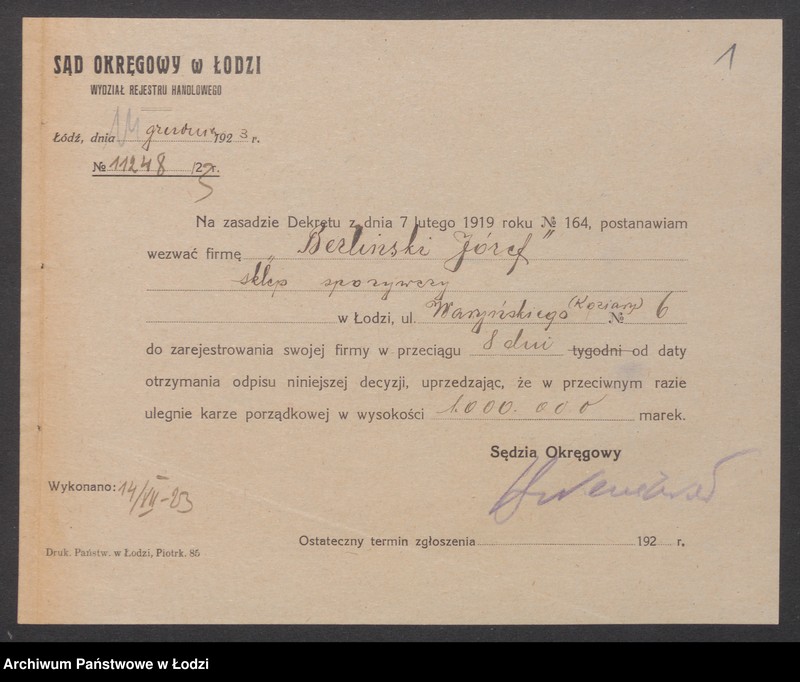 1
SĄD OKRĘGOWY w ŁODZI
WYDZIAŁ REJESTRU HANDLOWEGO
Łódź, dnia 14 grudnia 1923 r.
№ 11248 /23 r.
Na zasadzie Dekretu z dnia 7 lutego 1919 roku № 164, postanawiam
wezwać firmę „Berliński Józef"
sklep spożywczy
w Łodzi, ul. Waryńskiego (Koziary) № 6
do zarejestrowania swojej firmy w przeciągu 8 dni tygodni od daty
otrzymania odpisu niniejszej decyzji, uprzedzając, że w przeciwnym razie
ulegnie karze porządkowej w wysokości 1.000.000 marek.
Sędzia Okręgowy
Wykonano: 14/XII-23
Ostateczny termin zgłoszenia 192 r.
Druk. Państw. w Łodzi, Piotrk. 85
Archiwum Państwowe w Łodzi